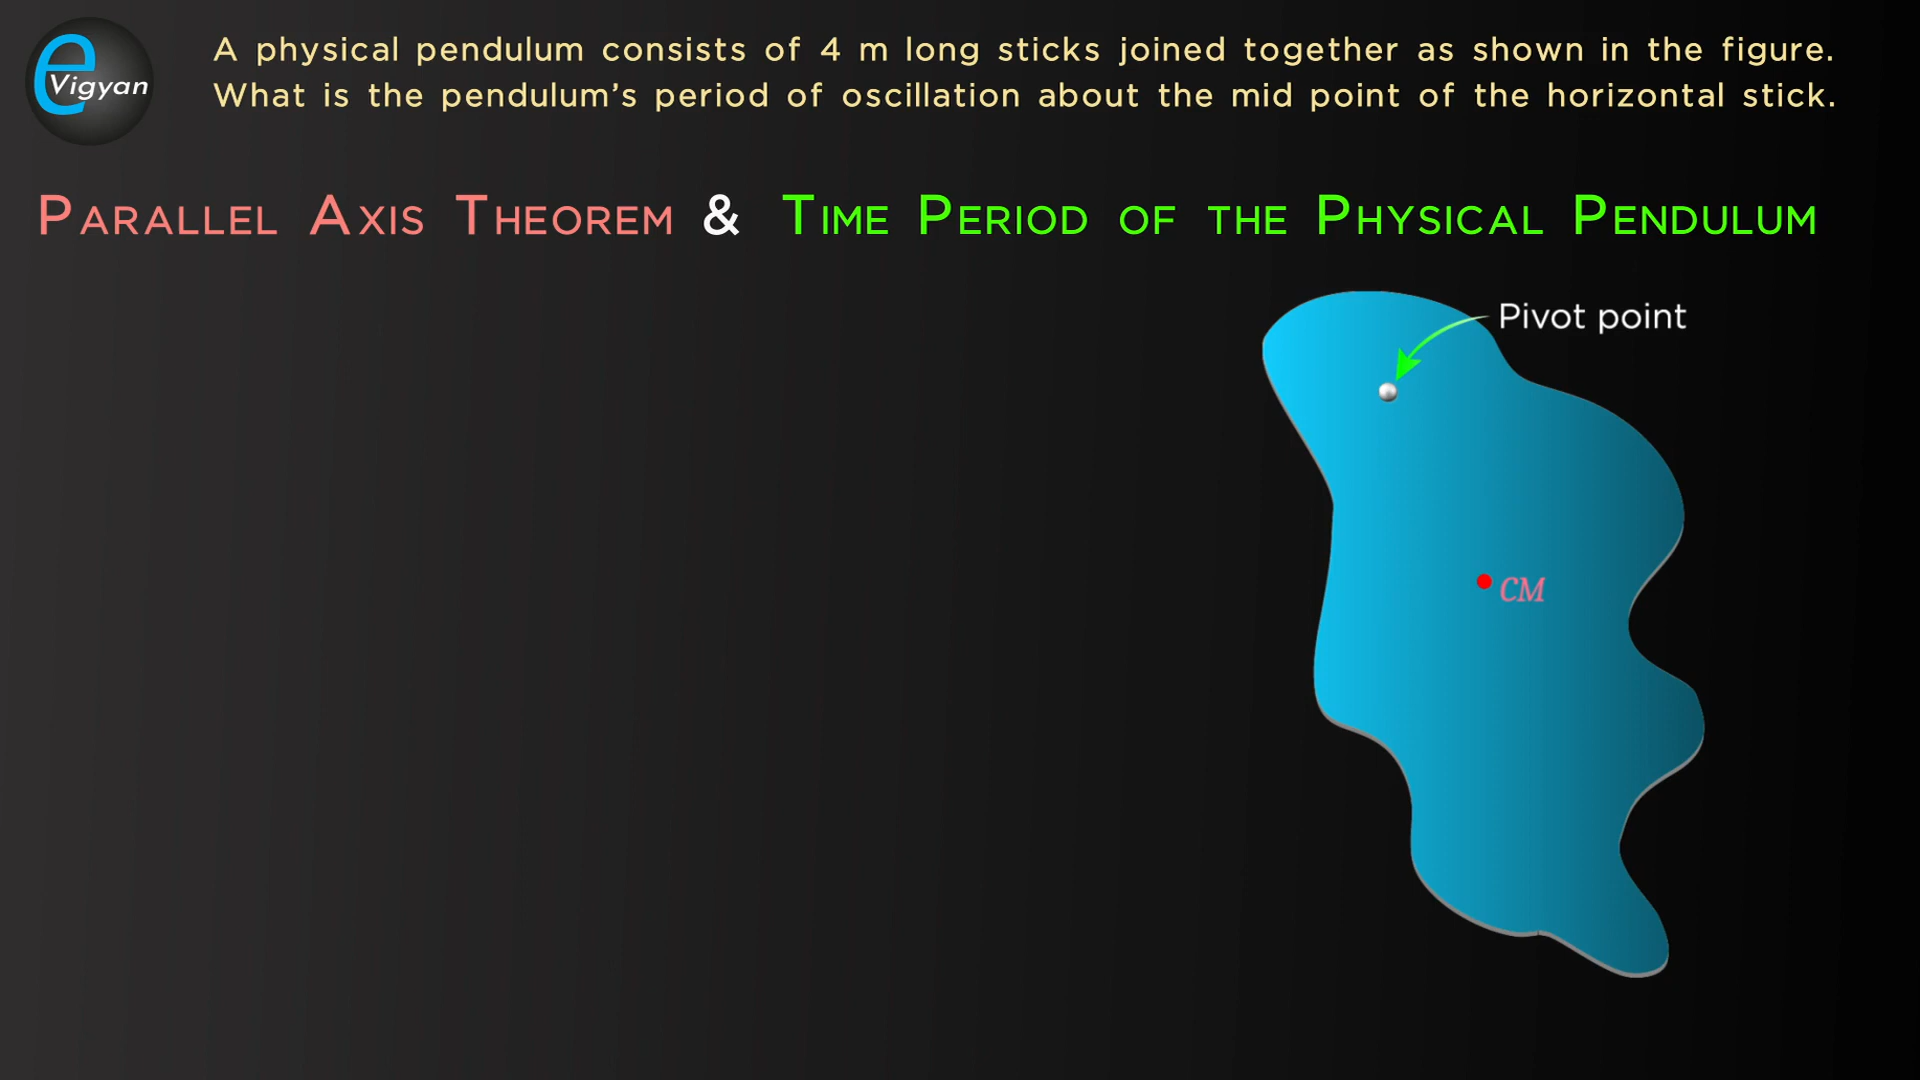 e
Vigyan
A physical pendulum consists of 4 m long sticks joined together as shown in the figure.
What is the pendulum’s period of oscillation about the mid point of the horizontal stick.
Parallel Axis Theorem & Time Period of the Physical Pendulum
Pivot point
CM